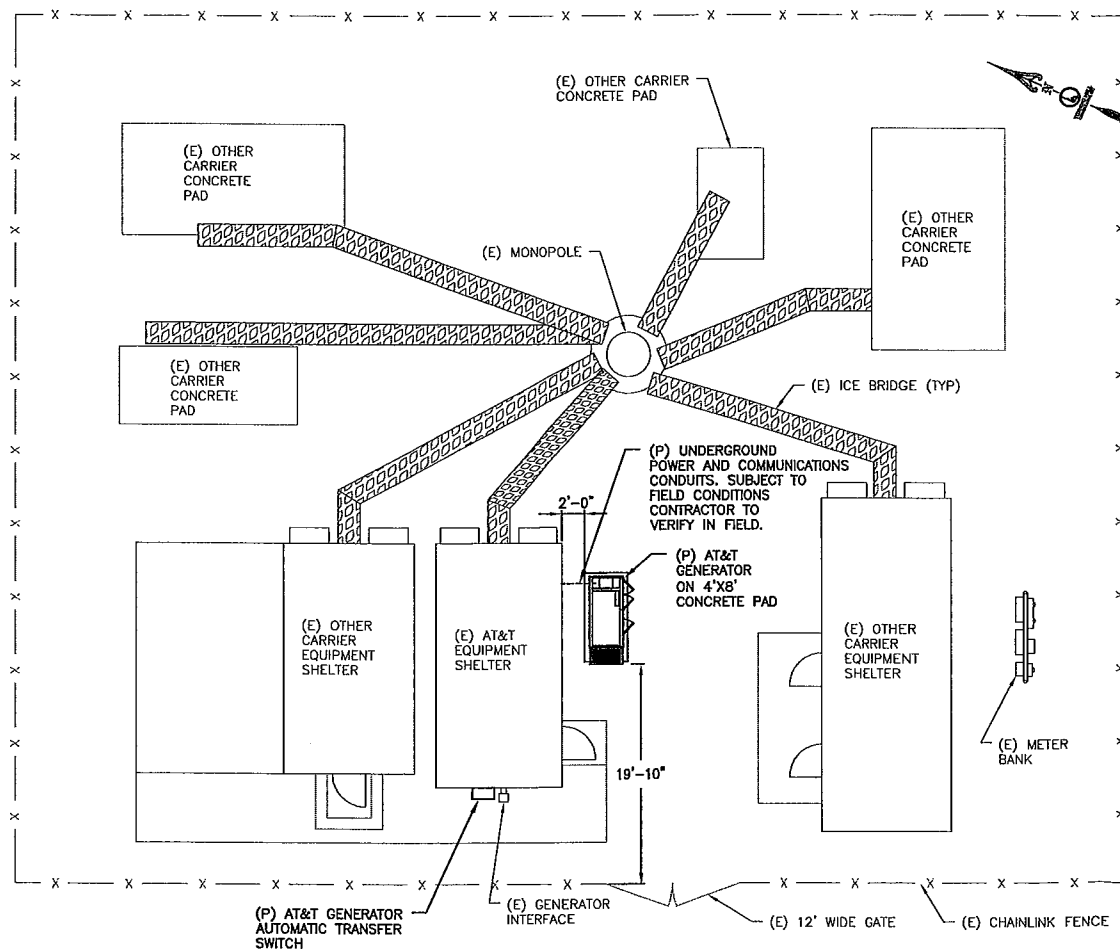 (E) OTHER CARRIER
CONCRETE PAD
(E) OTHER
CARRIER
CONCRETE
PAD
(E) OTHER
CARRIER
CONCRETE
PAD
(E) MONOPOLE
(E) OTHER
CARRIER
CONCRETE
PAD
(E) ICE BRIDGE (TYP)
(P) UNDERGROUND
POWER AND COMMUNICATIONS
CONDUITS. SUBJECT TO
FIELD CONDITIONS
CONTRACTOR TO
VERIFY IN FIELD.
2'-0"
(P) AT&T
GENERATOR
ON 4'X8'
CONCRETE PAD
(E) OTHER
CARRIER
EQUIPMENT
SHELTER
(E) AT&T
EQUIPMENT
SHELTER
(E) OTHER
CARRIER
EQUIPMENT
SHELTER
(E) METER
BANK
19'-10"
(P) AT&T GENERATOR
AUTOMATIC TRANSFER
SWITCH
(E) GENERATOR
INTERFACE
(E) 12' WIDE GATE
(E) CHAINLINK FENCE